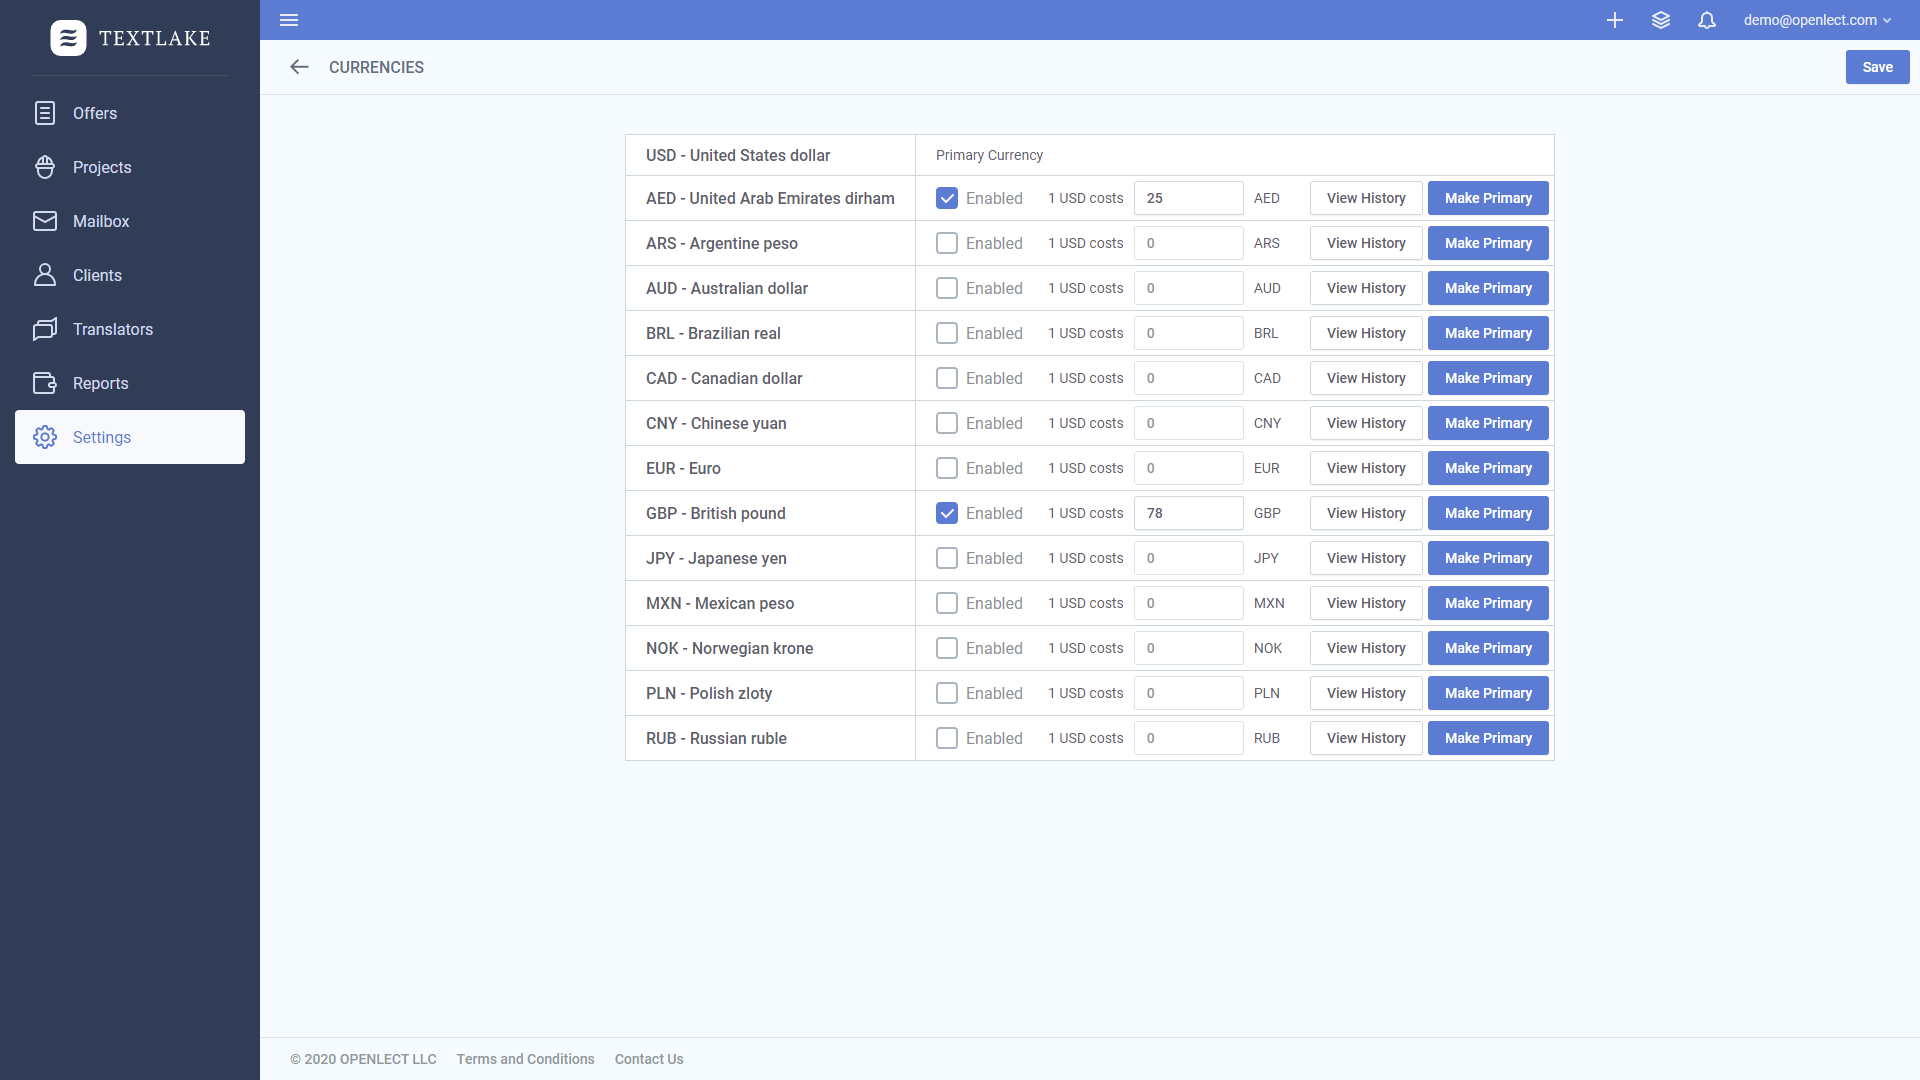 TEXTLAKE
demo@openlect.com
CURRENCIES
Save
Offers
Projects
Mailbox
Clients
Translators
Reports
Settings
USD - United States dollar Primary Currency
AED - United Arab Emirates dirham Enabled 1 USD costs 25 AED View History Make Primary
ARS - Argentine peso Enabled 1 USD costs 0 ARS View History Make Primary
AUD - Australian dollar Enabled 1 USD costs 0 AUD View History Make Primary
BRL - Brazilian real Enabled 1 USD costs 0 BRL View History Make Primary
CAD - Canadian dollar Enabled 1 USD costs 0 CAD View History Make Primary
CNY - Chinese yuan Enabled 1 USD costs 0 CNY View History Make Primary
EUR - Euro Enabled 1 USD costs 0 EUR View History Make Primary
GBP - British pound Enabled 1 USD costs 78 GBP View History Make Primary
JPY - Japanese yen Enabled 1 USD costs 0 JPY View History Make Primary
MXN - Mexican peso Enabled 1 USD costs 0 MXN View History Make Primary
NOK - Norwegian krone Enabled 1 USD costs 0 NOK View History Make Primary
PLN - Polish zloty Enabled 1 USD costs 0 PLN View History Make Primary
RUB - Russian ruble Enabled 1 USD costs 0 RUB View History Make Primary
© 2020 OPENLECT LLC Terms and Conditions Contact Us